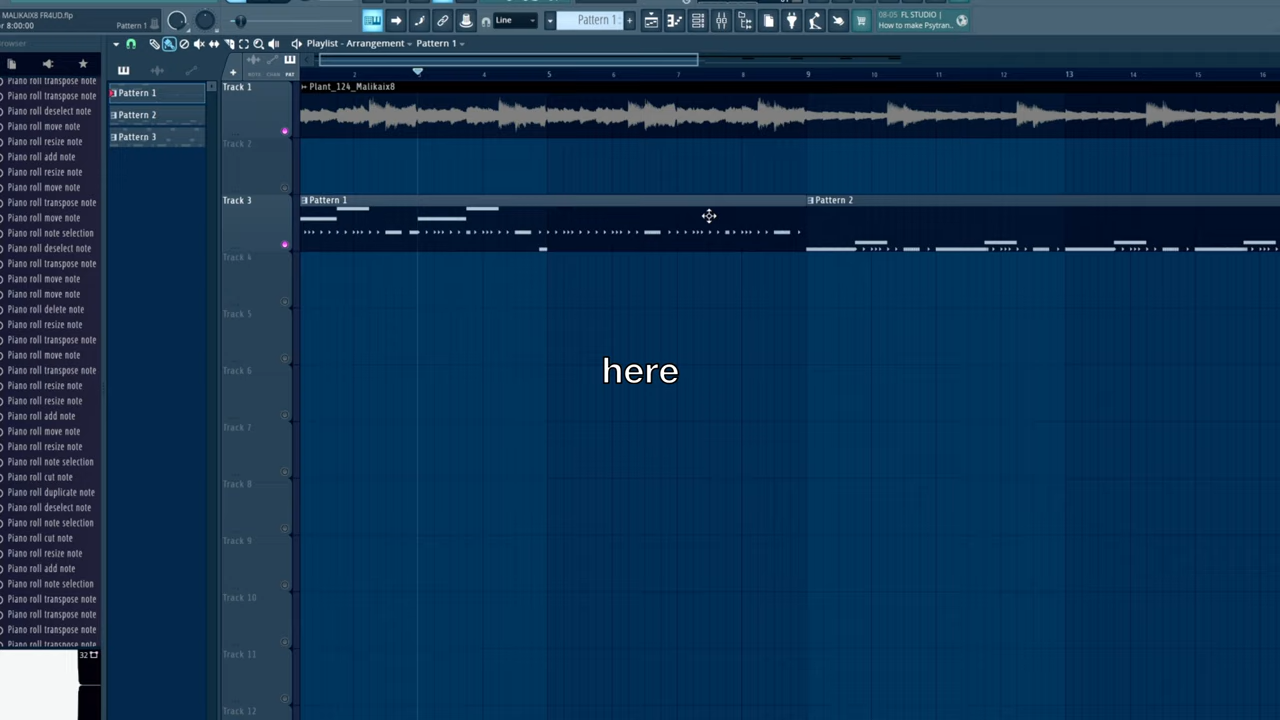 MALIKAIX8 FR4UD.flp
8:00:00
Pattern 1
Line
Pattern 1
08-05 FL STUDIO |
How to make Psytran
Playlist - Arrangement
Pattern 1
Pattern 1
Pattern 2
Pattern 3
2
3
4
5
6
7
8
9
10
11
12
13
14
15
16
Track 1
Plant_124_Malikaix8
Track 2
Track 3
Pattern 1
Pattern 2
Track 4
Track 5
Track 6
Track 7
Track 8
Track 9
Track 10
Track 11
Track 12
here
Piano roll transpose note
Piano roll transpose note
Piano roll deselect note
Piano roll move note
Piano roll resize note
Piano roll add note
Piano roll resize note
Piano roll move note
Piano roll transpose note
Piano roll move note
Piano roll note selection
Piano roll deselect note
Piano roll transpose note
Piano roll move note
Piano roll move note
Piano roll delete note
Piano roll resize note
Piano roll transpose note
Piano roll move note
Piano roll transpose note
Piano roll resize note
Piano roll resize note
Piano roll add note
Piano roll move note
Piano roll resize note
Piano roll note selection
Piano roll cut note
Piano roll duplicate note
Piano roll deselect note
Piano roll note selection
Piano roll cut note
Piano roll resize note
Piano roll add note
Piano roll note selection
Piano roll transpose note
Piano roll transpose note
Piano roll transpose note
Piano roll transpose note
32